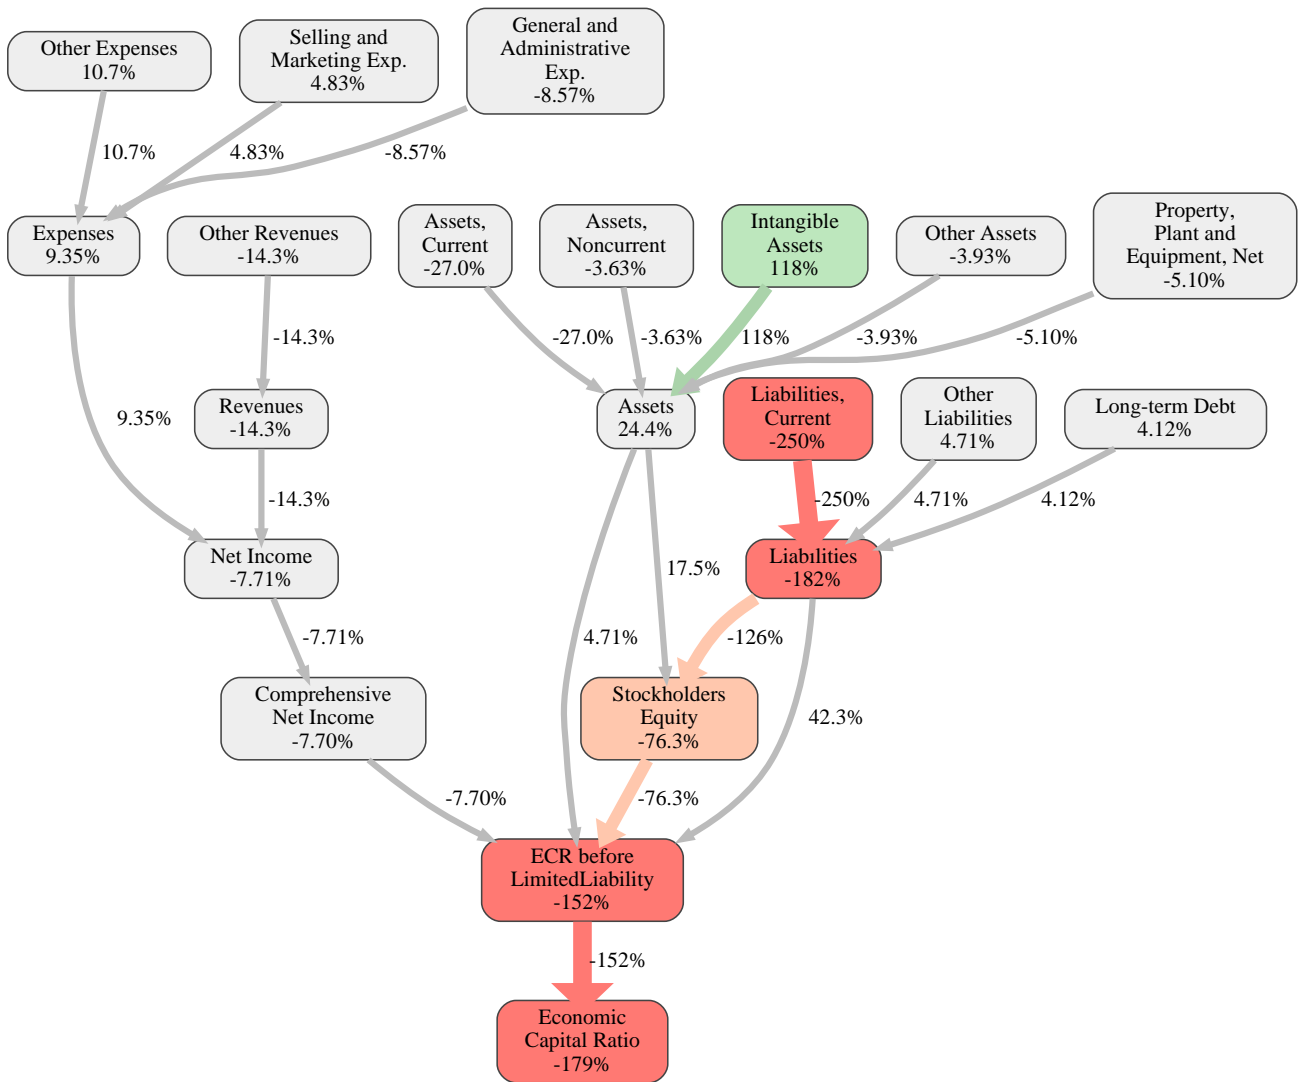 Other Expenses
10.7%
Selling and
Marketing Exp.
4.83%
General and
Administrative
Exp.
-8.57%
10.7%
4.83%
-8.57%
Expenses
9.35%
Other Revenues
-14.3%
Assets,
Current
-27.0%
Assets,
Noncurrent
-3.63%
Intangible
Assets
118%
Other Assets
-3.93%
Property,
Plant and
Equipment, Net
-5.10%
-14.3%
-27.0%
-3.63%
118%
-3.93%
-5.10%
9.35%
Revenues
-14.3%
Assets
24.4%
Liabilities,
Current
-250%
Other
Liabilities
4.71%
Long-term Debt
4.12%
-14.3%
-250%
4.71%
4.12%
Net Income
-7.71%
17.5%
Liabilities
-182%
-7.71%
4.71%
-126%
Comprehensive
Net Income
-7.70%
Stockholders
Equity
-76.3%
42.3%
-7.70%
-76.3%
ECR before
LimitedLiability
-152%
-152%
Economic
Capital Ratio
-179%